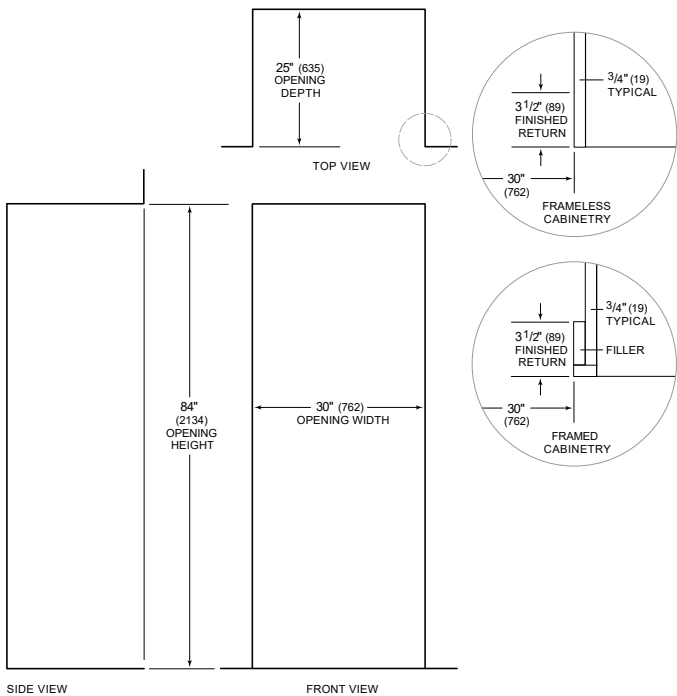 25" (635)
OPENING
DEPTH
TOP VIEW
3/4" (19)
TYPICAL
3 1/2" (89)
FINISHED
RETURN
30"
(762)
FRAMELESS
CABINETRY
3/4" (19)
TYPICAL
3 1/2" (89)
FINISHED
RETURN
FILLER
30"
(762)
FRAMED
CABINETRY
84"
(2134)
OPENING
HEIGHT
30" (762)
OPENING WIDTH
SIDE VIEW
FRONT VIEW